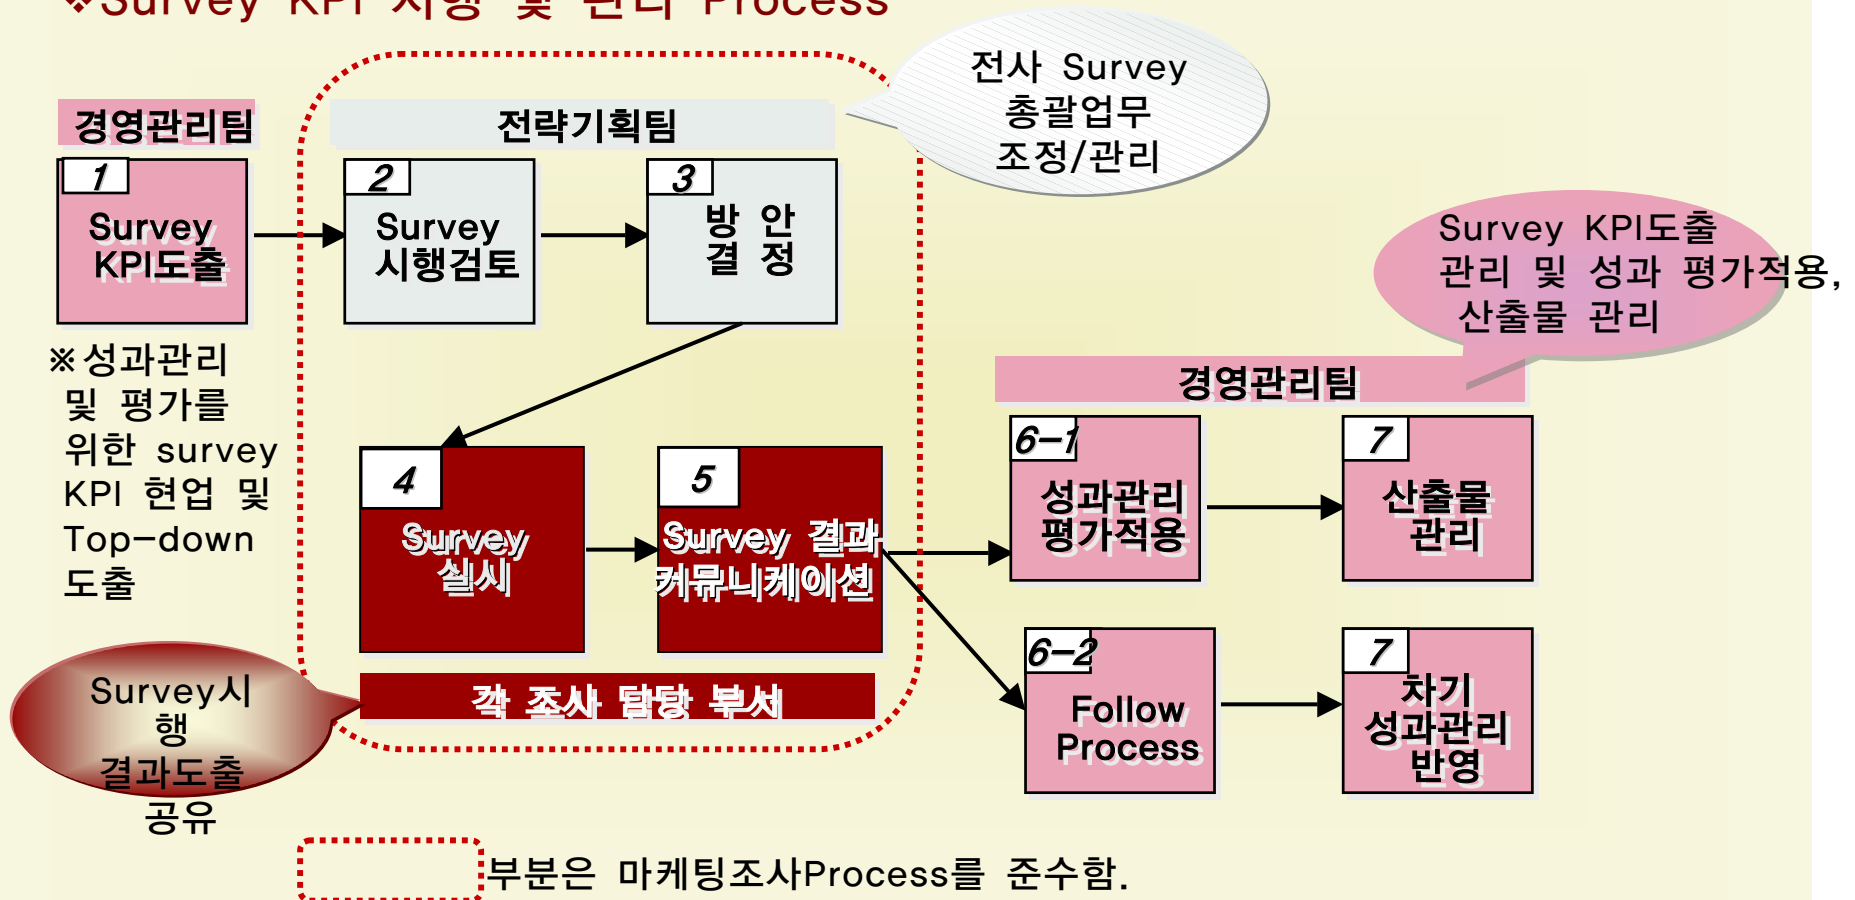 ❖Survey KPI 시행 및 관리 Process
전사 Survey
총괄업무
조정/관리
경영관리팀
전략기획팀
1
Survey
KPI도출
2
Survey
시행검토
3
방 안
결 정
Survey KPI도출
관리 및 성과 평가적용,
산출물 관리
※성과관리
및 평가를
위한 survey
KPI 현업 및
Top-down
도출
경영관리팀
4
Survey
실시
5
Survey 결과
커뮤니케이션
6-1
성과관리
평가적용
7
산출물
관리
6-2
Follow
Process
7
차기
성과관리
반영
각 조사 담당 부서
Survey시
행
결과도출
공유
부분은 마케팅조사Process를 준수함.